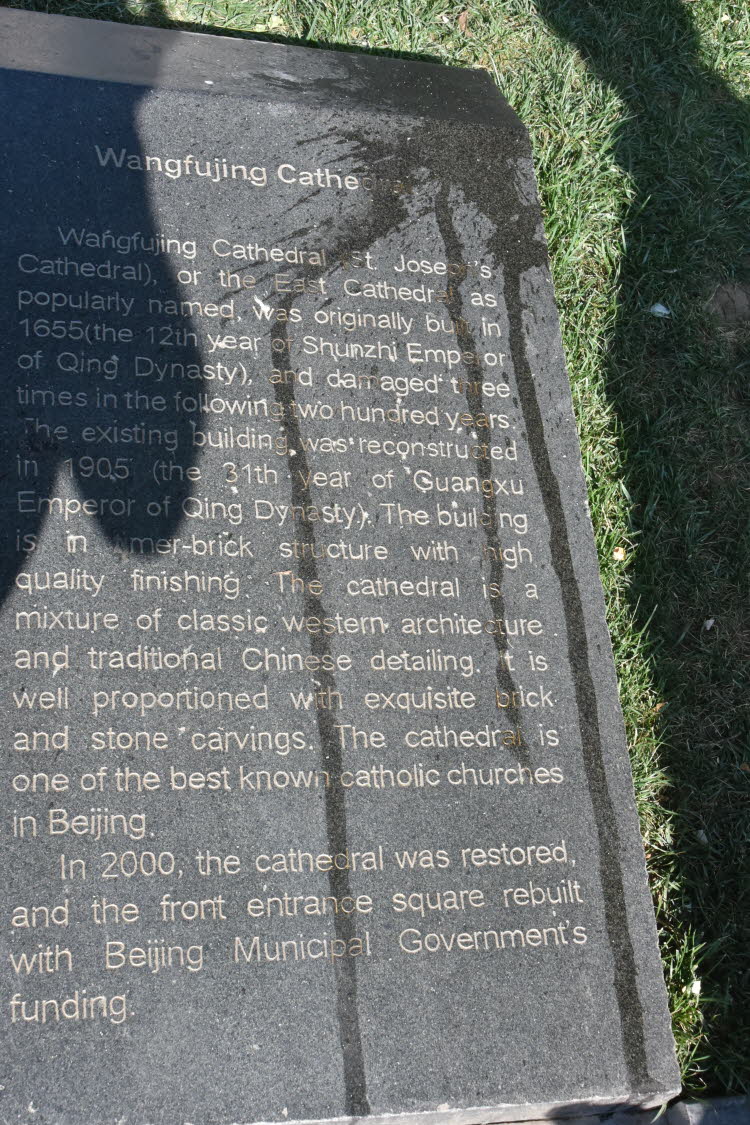 Wangfujing Cathedral
Wangfujing Cathedral (St. Joseph's
Cathedral), or the East Cathedral as
popularly named, was originally built in
1655(the 12th year of Shunzhi Emperor
of Qing Dynasty), and damaged three
times in the following two hundred years.
The existing building was reconstructed
in 1905 (the 31th year of Guangxu
Emperor of Qing Dynasty). The building
is in timer-brick structure with high
quality finishing. The cathedral is a
mixture of classic western architecture
and traditional Chinese detailing. It is
well proportioned with exquisite brick
and stone carvings. The cathedral is
one of the best known catholic churches
in Beijing.
In 2000, the cathedral was restored,
and the front entrance square rebuilt
with Beijing Municipal Government's
funding.